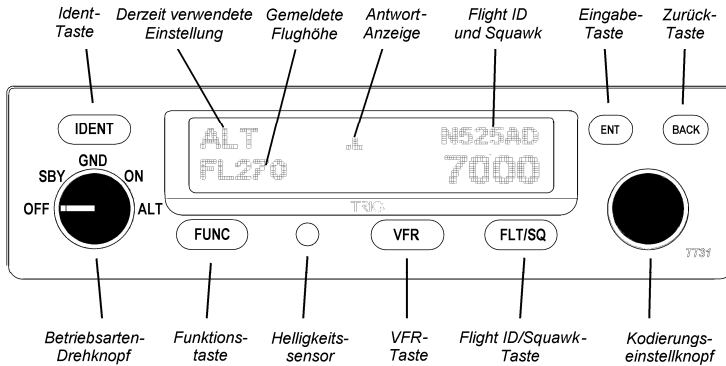 Ident-
Taste
Derzeit verwendete
Einstellung
Gemeldete
Flughöhe
Antwort-
Anzeige
Flight ID
und Squawk
Eingabe-
Taste
Zurück-
Taste
IDENT
ALT
N525AD
ENT
BACK
FL270
7000
GND
SBY
ON
OFF
ALT
TRIG
FUNC
VFR
FLT/SQ
TT31
Betriebsarten-
Drehknopf
Funktions-
taste
Helligkeits-
sensor
VFR-
Taste
Flight ID/Squawk-
Taste
Kodierungs-
einstellknopf